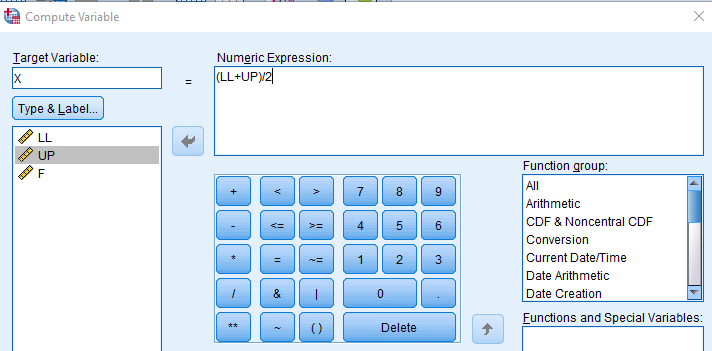 Compute Variable
Target Variable:
X
=
Numeric Expression:
(LL+UP)/2
Type & Label...
LL
UP
F
+ < > 7 8 9
- <= >= 4 5 6
* = ~= 1 2 3
/ & | 0 .
** ~ ( ) Delete
Function group:
All
Arithmetic
CDF & Noncentral CDF
Conversion
Current Date/Time
Date Arithmetic
Date Creation
Functions and Special Variables: